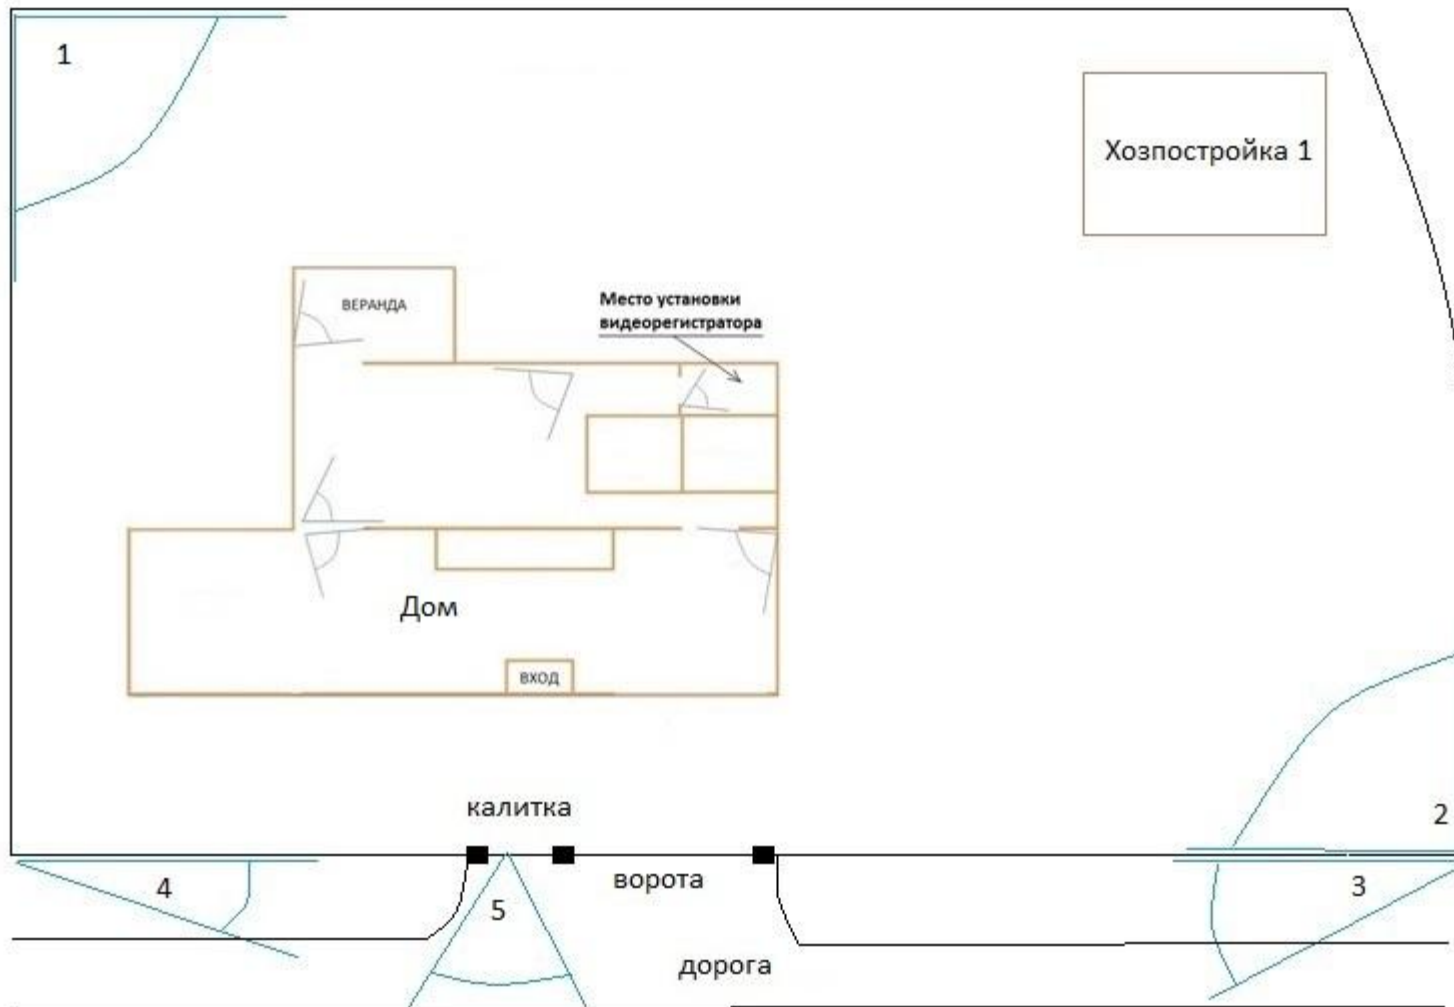 1
Хозпостройка 1
ВЕРАНДА
Место установки
видеорегистратора
Дом
ВХОД
калитка
2
ворота
4
3
5
дорога